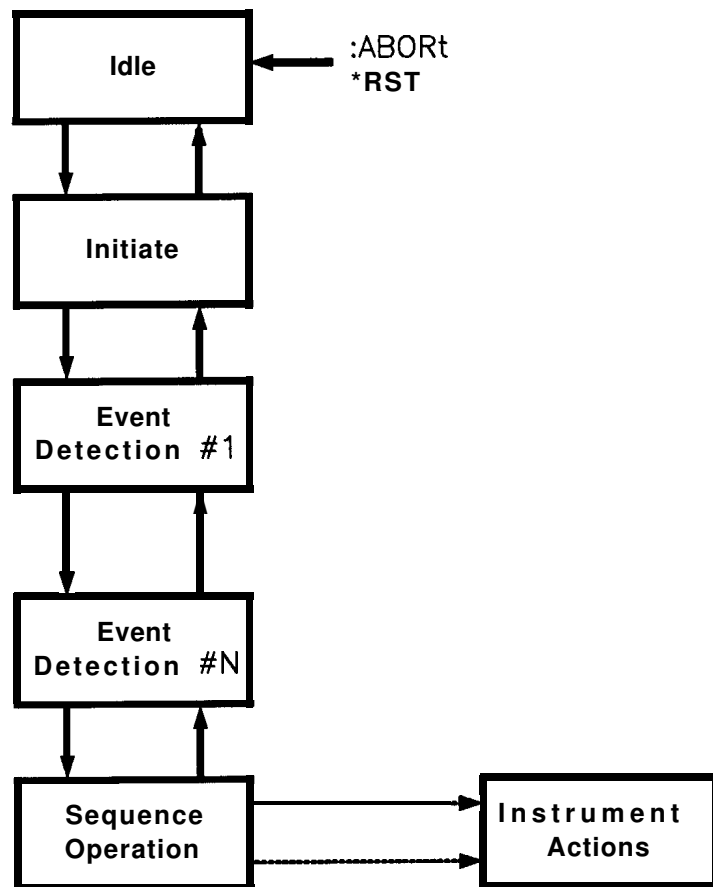 Idle
:ABORt
*RST
Initiate
Event
Detection #1
Event
Detection #N
Sequence
Operation
Instrument
Actions